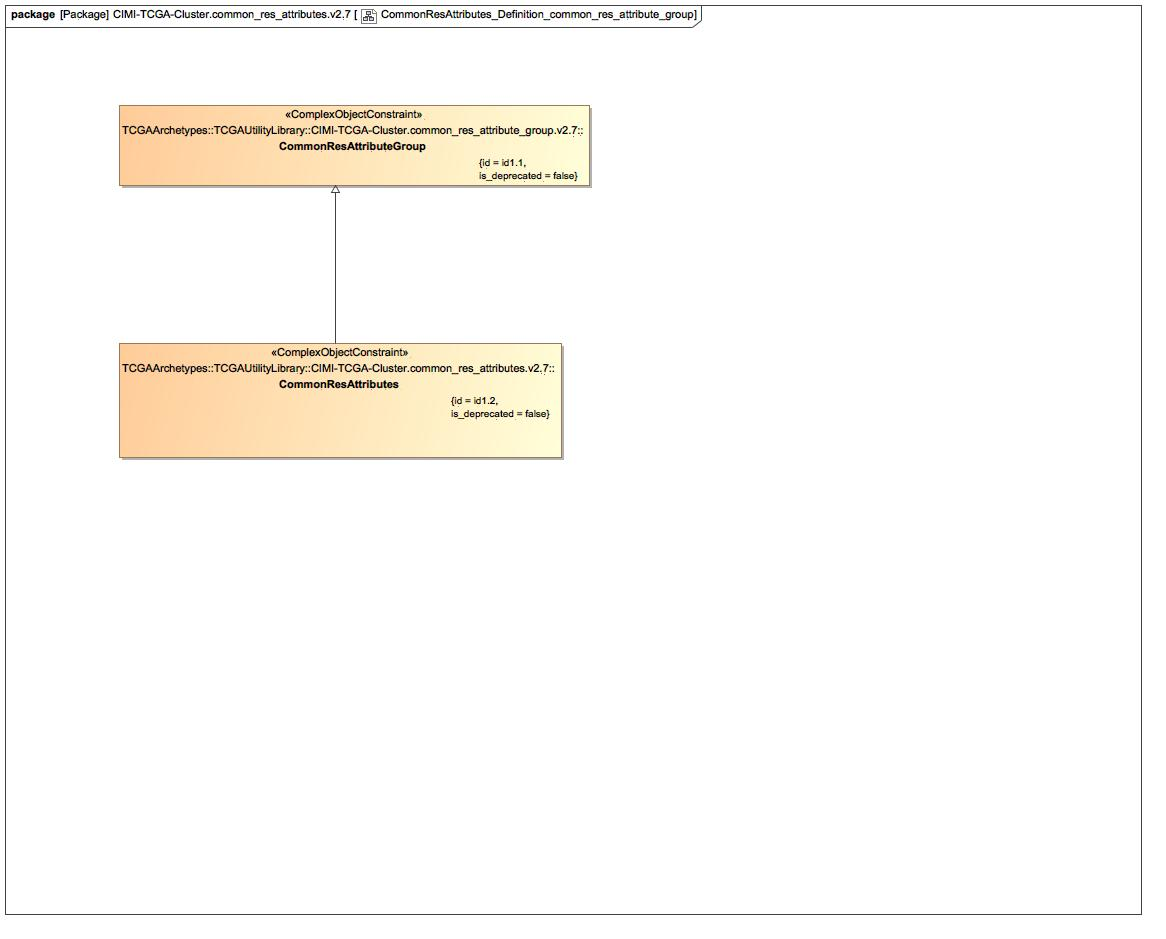 package [Package] CIMI-TCGA-Cluster.common_res_attributes.v2.7 [ CommonResAttributes_Definition_common_res_attribute_group]
«ComplexObjectConstraint»
TCGAArchetypes::TCGAUtilityLibrary::CIMI-TCGA-Cluster.common_res_attribute_group.v2.7::
CommonResAttributeGroup
{id = id1.1,
is_deprecated = false}
«ComplexObjectConstraint»
TCGAArchetypes::TCGAUtilityLibrary::CIMI-TCGA-Cluster.common_res_attributes.v2.7::
CommonResAttributes
{id = id1.2,
is_deprecated = false}